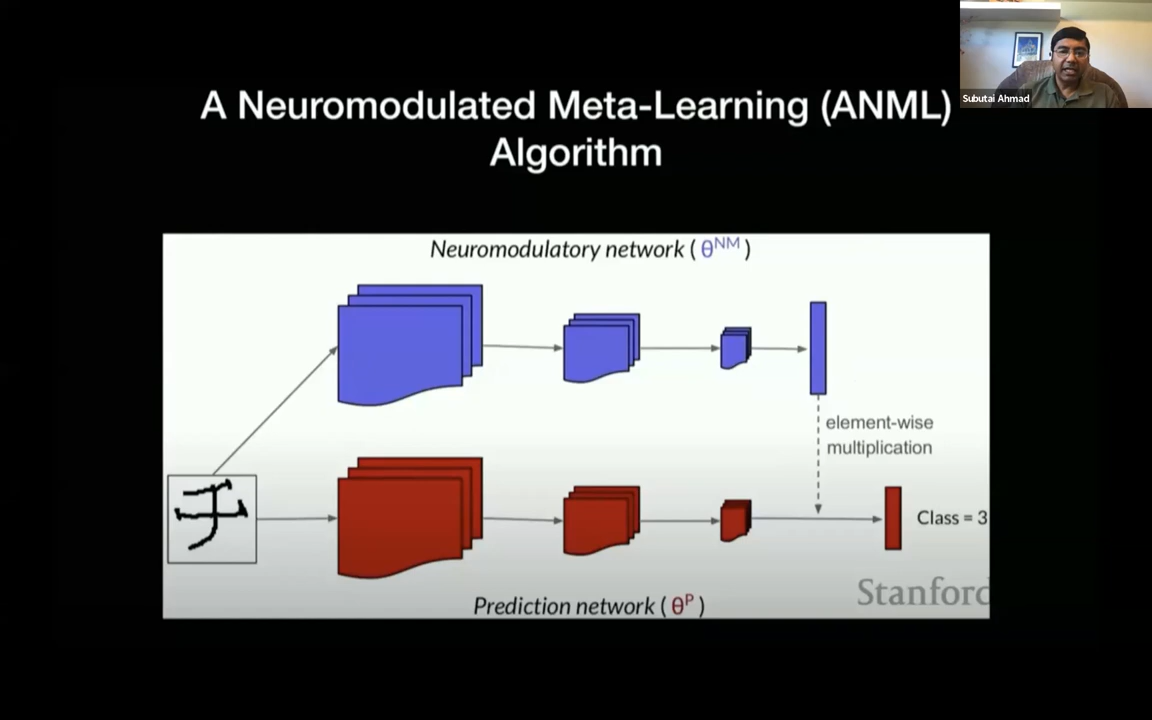 Subutai Ahmad
A Neuromodulated Meta-Learning (ANML)
Algorithm
Neuromodulatory network ( θᴺᴹ )
element-wise
multiplication
子
Class = 3
Prediction network ( θᴾ )
Stanford